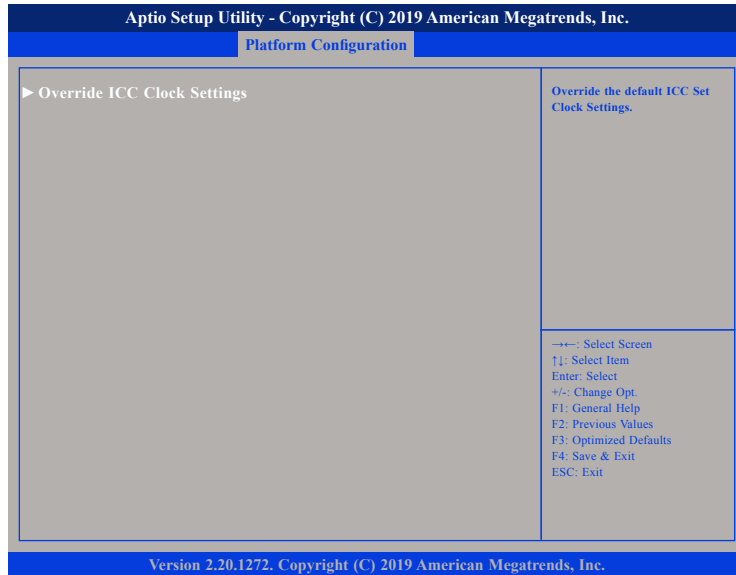 Aptio Setup Utility - Copyright (C) 2019 American Megatrends, Inc.
Platform Configuration
►Override ICC Clock Settings
Override the default ICC Set
Clock Settings.
→←: Select Screen
↑↓: Select Item
Enter: Select
+/-: Change Opt.
F1: General Help
F2: Previous Values
F3: Optimized Defaults
F4: Save & Exit
ESC: Exit
Version 2.20.1272. Copyright (C) 2019 American Megatrends, Inc.